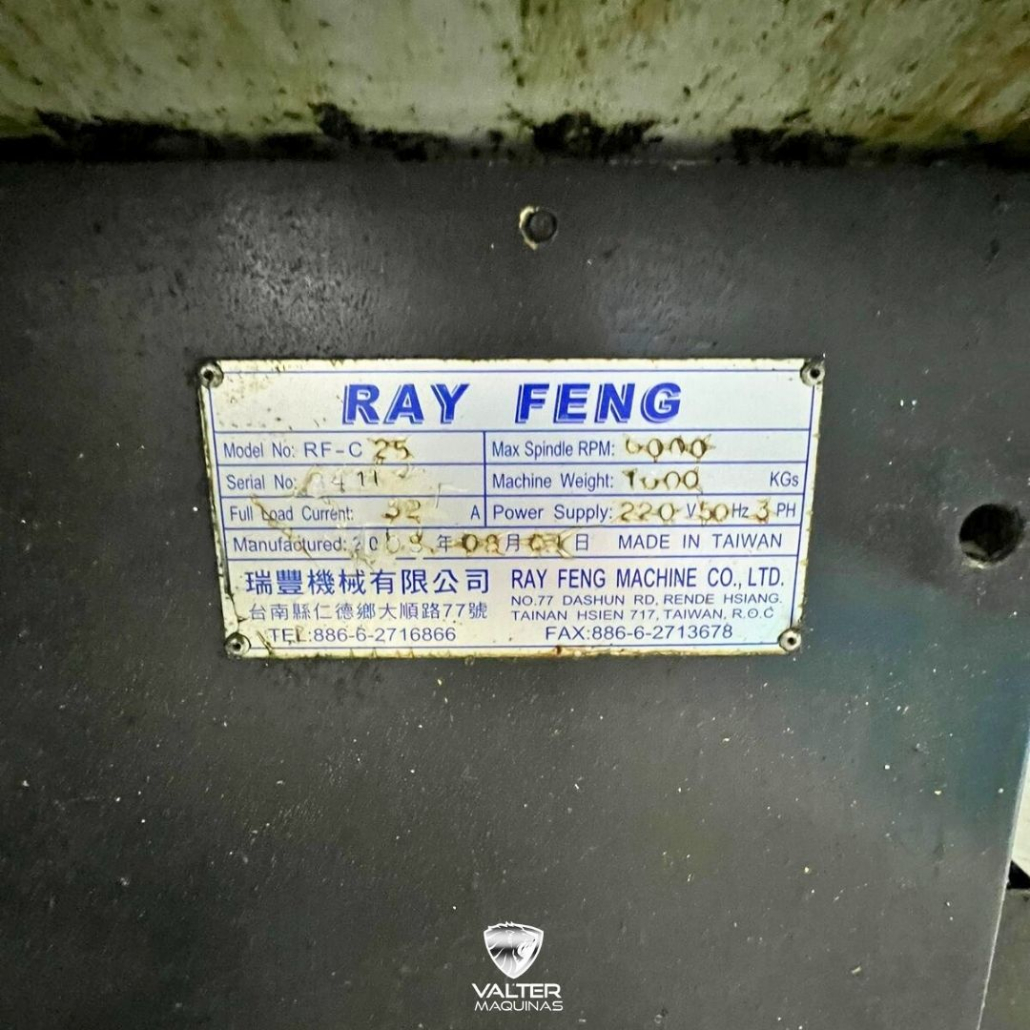 RAY FENG
Model No: RF-C 25
Max Spindle RPM: 6000
Serial No:
Machine Weight: KGs
Full Load Current: 32 A
Power Supply: 220 V 50 Hz 3 PH
Manufactured: 年 08 月 日 MADE IN TAIWAN
瑞豐機械有限公司
RAY FENG MACHINE CO., LTD.
台南縣仁德鄉大順路77號
NO.77 DASHUN RD, RENDE HSIANG.
TAINAN HSIEN 717, TAIWAN, R.O.C
TEL:886-6-2716866
FAX:886-6-2713678
VALTER
MAQUINAS